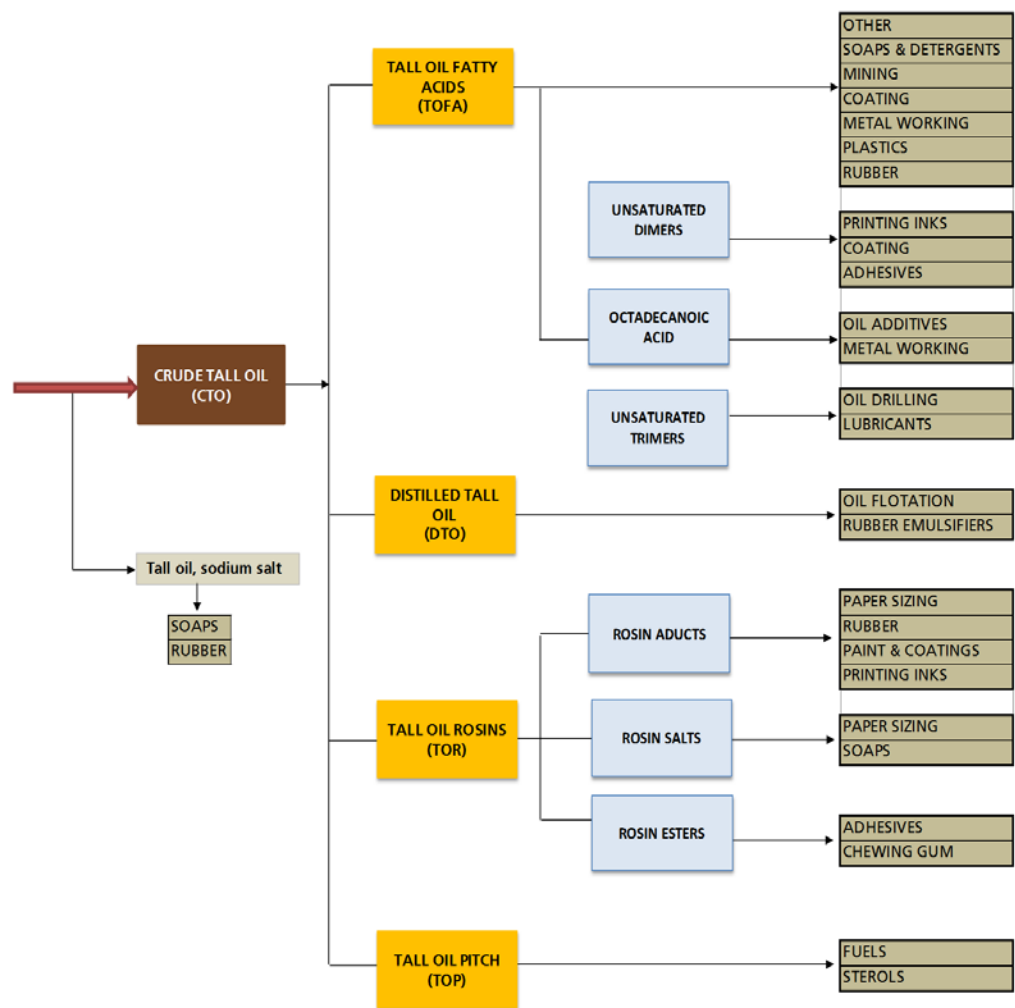 TALL OIL FATTY
ACIDS
(TOFA)
OTHER
SOAPS & DETERGENTS
MINING
COATING
METAL WORKING
PLASTICS
RUBBER
UNSATURATED
DIMERS
PRINTING INKS
COATING
ADHESIVES
OCTADECANOIC
ACID
OIL ADDITIVES
METAL WORKING
CRUDE TALL OIL
(CTO)
UNSATURATED
TRIMERS
OIL DRILLING
LUBRICANTS
DISTILLED TALL
OIL
(DTO)
OIL FLOTATION
RUBBER EMULSIFIERS
Tall oil, sodium salt
SOAPS
RUBBER
ROSIN ADUCTS
PAPER SIZING
RUBBER
PAINT & COATINGS
PRINTING INKS
TALL OIL ROSINS
(TOR)
ROSIN SALTS
PAPER SIZING
SOAPS
ROSIN ESTERS
ADHESIVES
CHEWING GUM
TALL OIL PITCH
(TOP)
FUELS
STEROLS